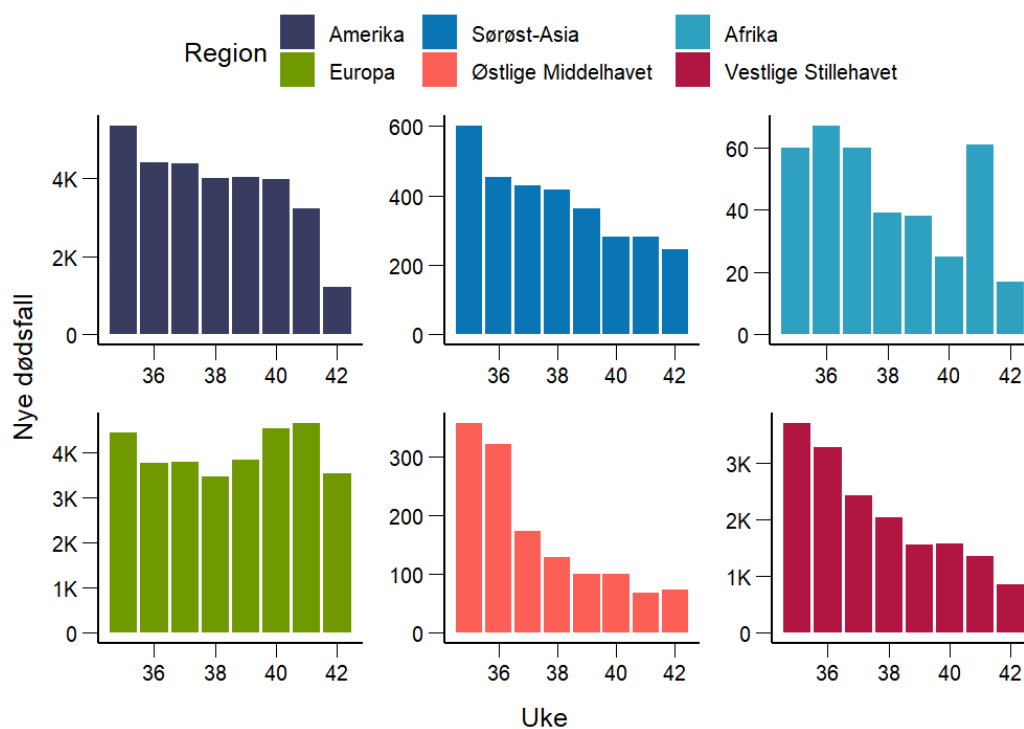 Region
Amerika Sørøst-Asia Afrika
Europa Østlige Middelhavet Vestlige Stillehavet
Nye dødsfall
4K
2K
0
36 38 40 42
600
400
200
0
36 38 40 42
60
40
20
0
36 38 40 42
4K
3K
2K
1K
0
36 38 40 42
300
200
100
0
36 38 40 42
3K
2K
1K
0
36 38 40 42
Uke